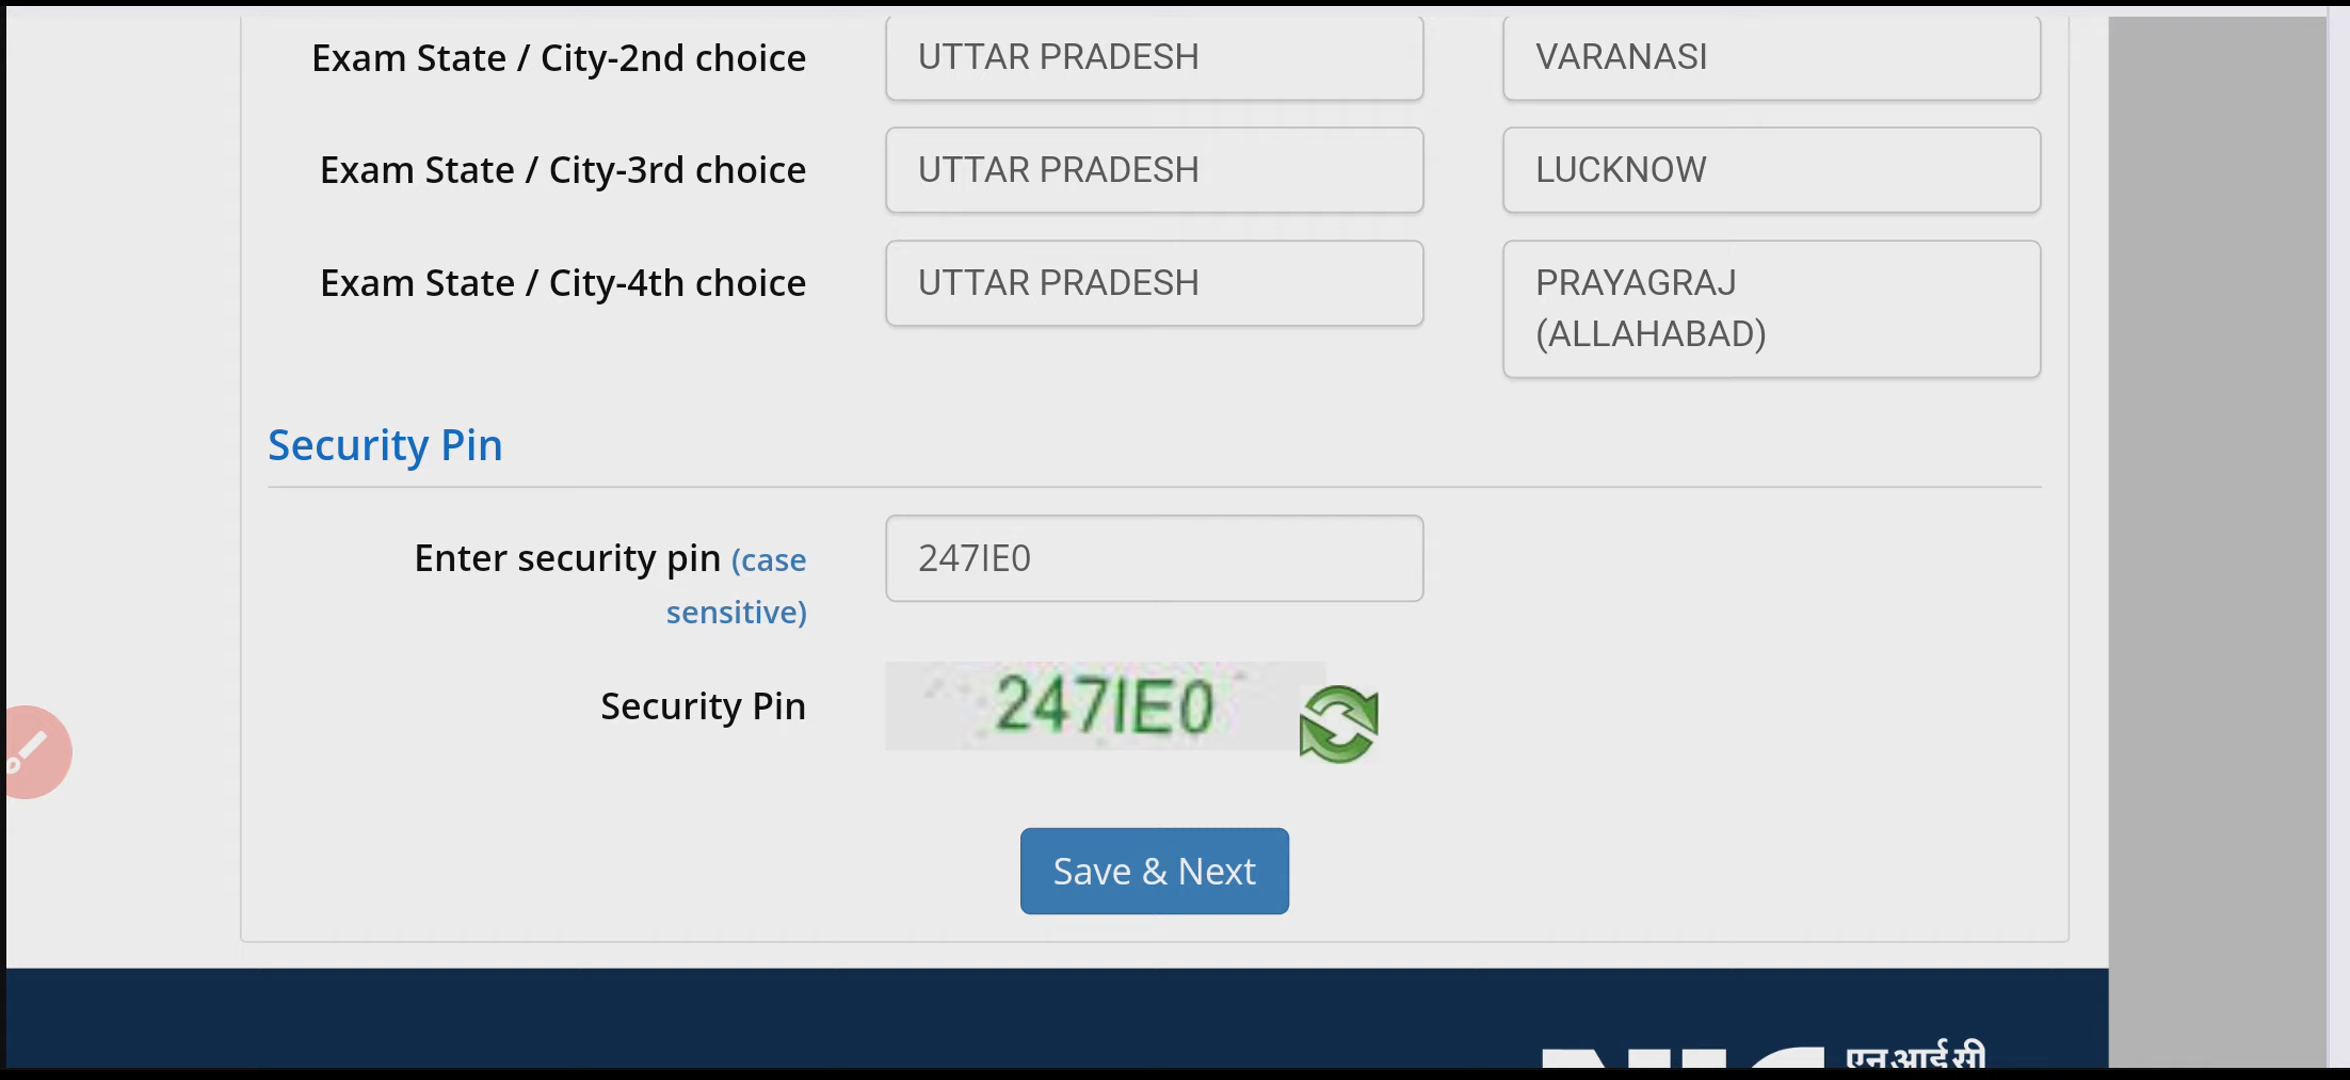 Exam State / City-2nd choice UTTAR PRADESH VARANASI
Exam State / City-3rd choice UTTAR PRADESH LUCKNOW
Exam State / City-4th choice UTTAR PRADESH PRAYAGRAJ
(ALLAHABAD)
Security Pin
Enter security pin (case
sensitive) 247IE0
Security Pin 247IE0
Save & Next
NIC एनआईसी